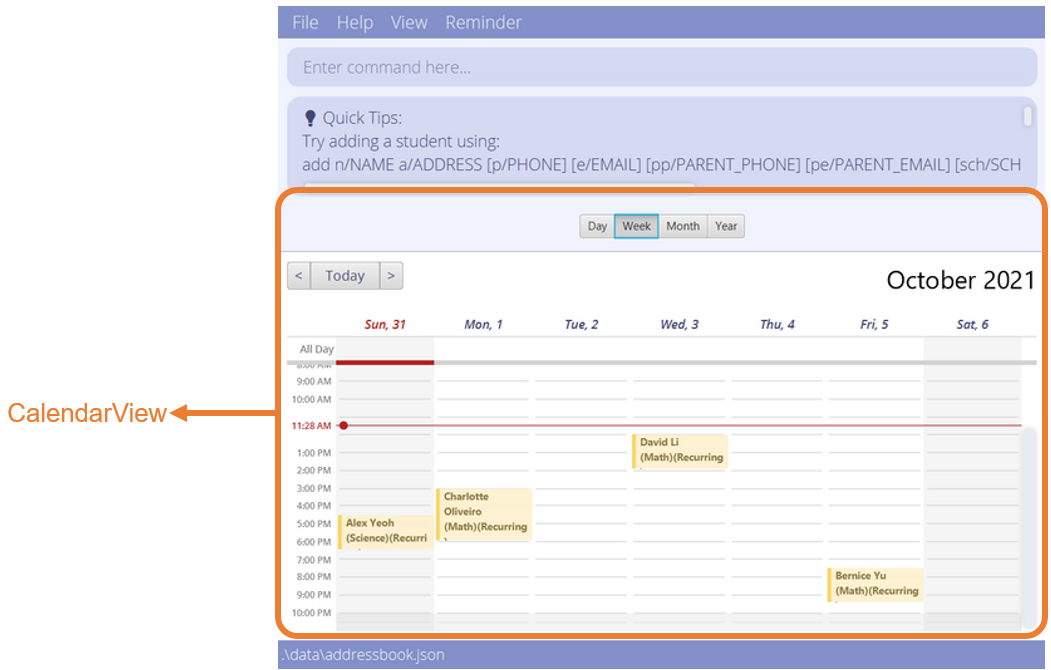 File Help View Reminder
Enter command here...
Quick Tips:
Try adding a student using:
add n/NAME a/ADDRESS [p/PHONE] [e/EMAIL] [pp/PARENT_PHONE] [pe/PARENT_EMAIL] [sch/SCH
Day Week Month Year
< Today > October 2021
Sun, 31 Mon, 1 Tue, 2 Wed, 3 Thu, 4 Fri, 5 Sat, 6
All Day
8:00 AM
9:00 AM
10:00 AM
CalendarView
11:28 AM
1:00 PM
2:00 PM
3:00 PM
4:00 PM
5:00 PM
6:00 PM
7:00 PM
8:00 PM
9:00 PM
10:00 PM
David Li
(Math)(Recurring
Charlotte
Oliveiro
(Math)(Recurring
)
Alex Yeoh
(Science)(Recurri
Bernice Yu
(Math)(Recurring
.\data\addressbook.json